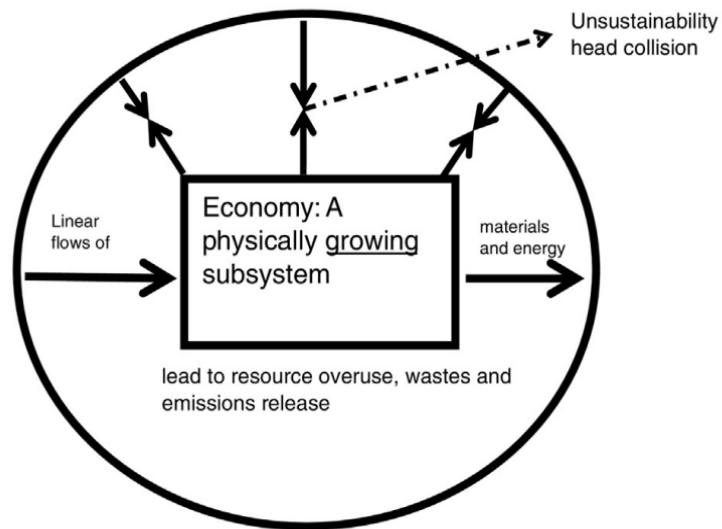 Unsustainability
head collision
Economy: A
physically growing
subsystem
Linear
flows of
materials
and energy
lead to resource overuse, wastes and
emissions release